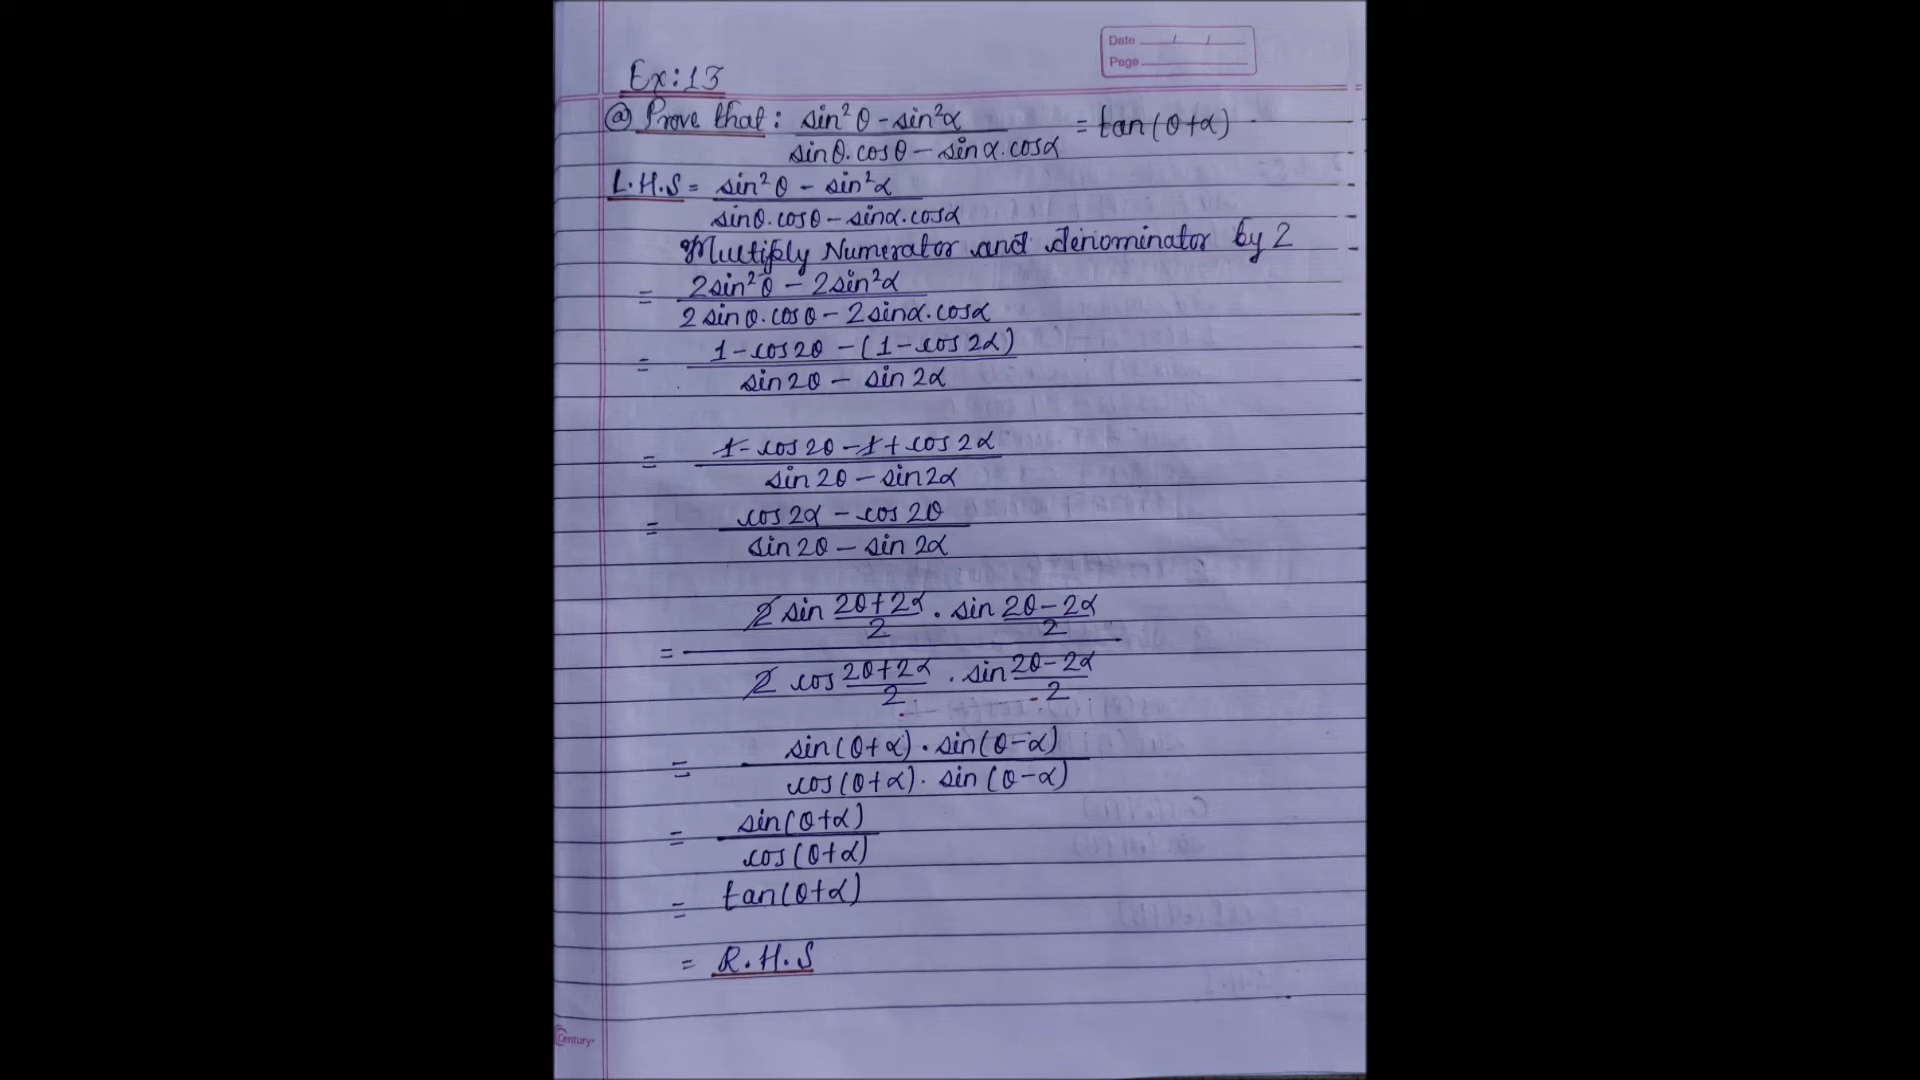 Date / /
Page
Ex:13
ⓐ Prove that: sin²θ - sin²α / sinθ.cosθ - sinα.cosα = tan(θ+α)
L.H.S = sin²θ - sin²α / sinθ.cosθ - sinα.cosα
Multiply Numerator and denominator by 2
= 2sin²θ - 2sin²α / 2sinθ.cosθ - 2sinα.cosα
= 1-cos2θ - (1-cos2α) / sin2θ - sin2α
= 1-cos2θ - 1 + cos2α / sin2θ - sin2α
= cos2α - cos2θ / sin2θ - sin2α
= 2 sin 2θ+2α/2 . sin 2θ-2α/2 / 2 cos 2θ+2α/2 . sin 2θ-2α/2
= sin(θ+α).sin(θ-α) / cos(θ+α).sin(θ-α)
= sin(θ+α) / cos(θ+α)
= tan(θ+α)
= R.H.S
Century